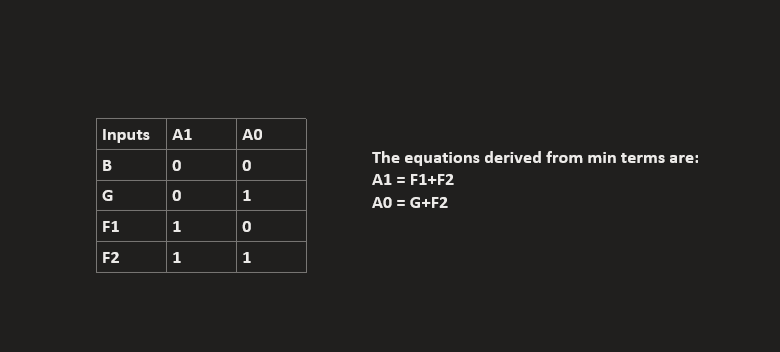 Inputs A1 A0
B 0 0
G 0 1
F1 1 0
F2 1 1
The equations derived from min terms are:
A1 = F1+F2
A0 = G+F2